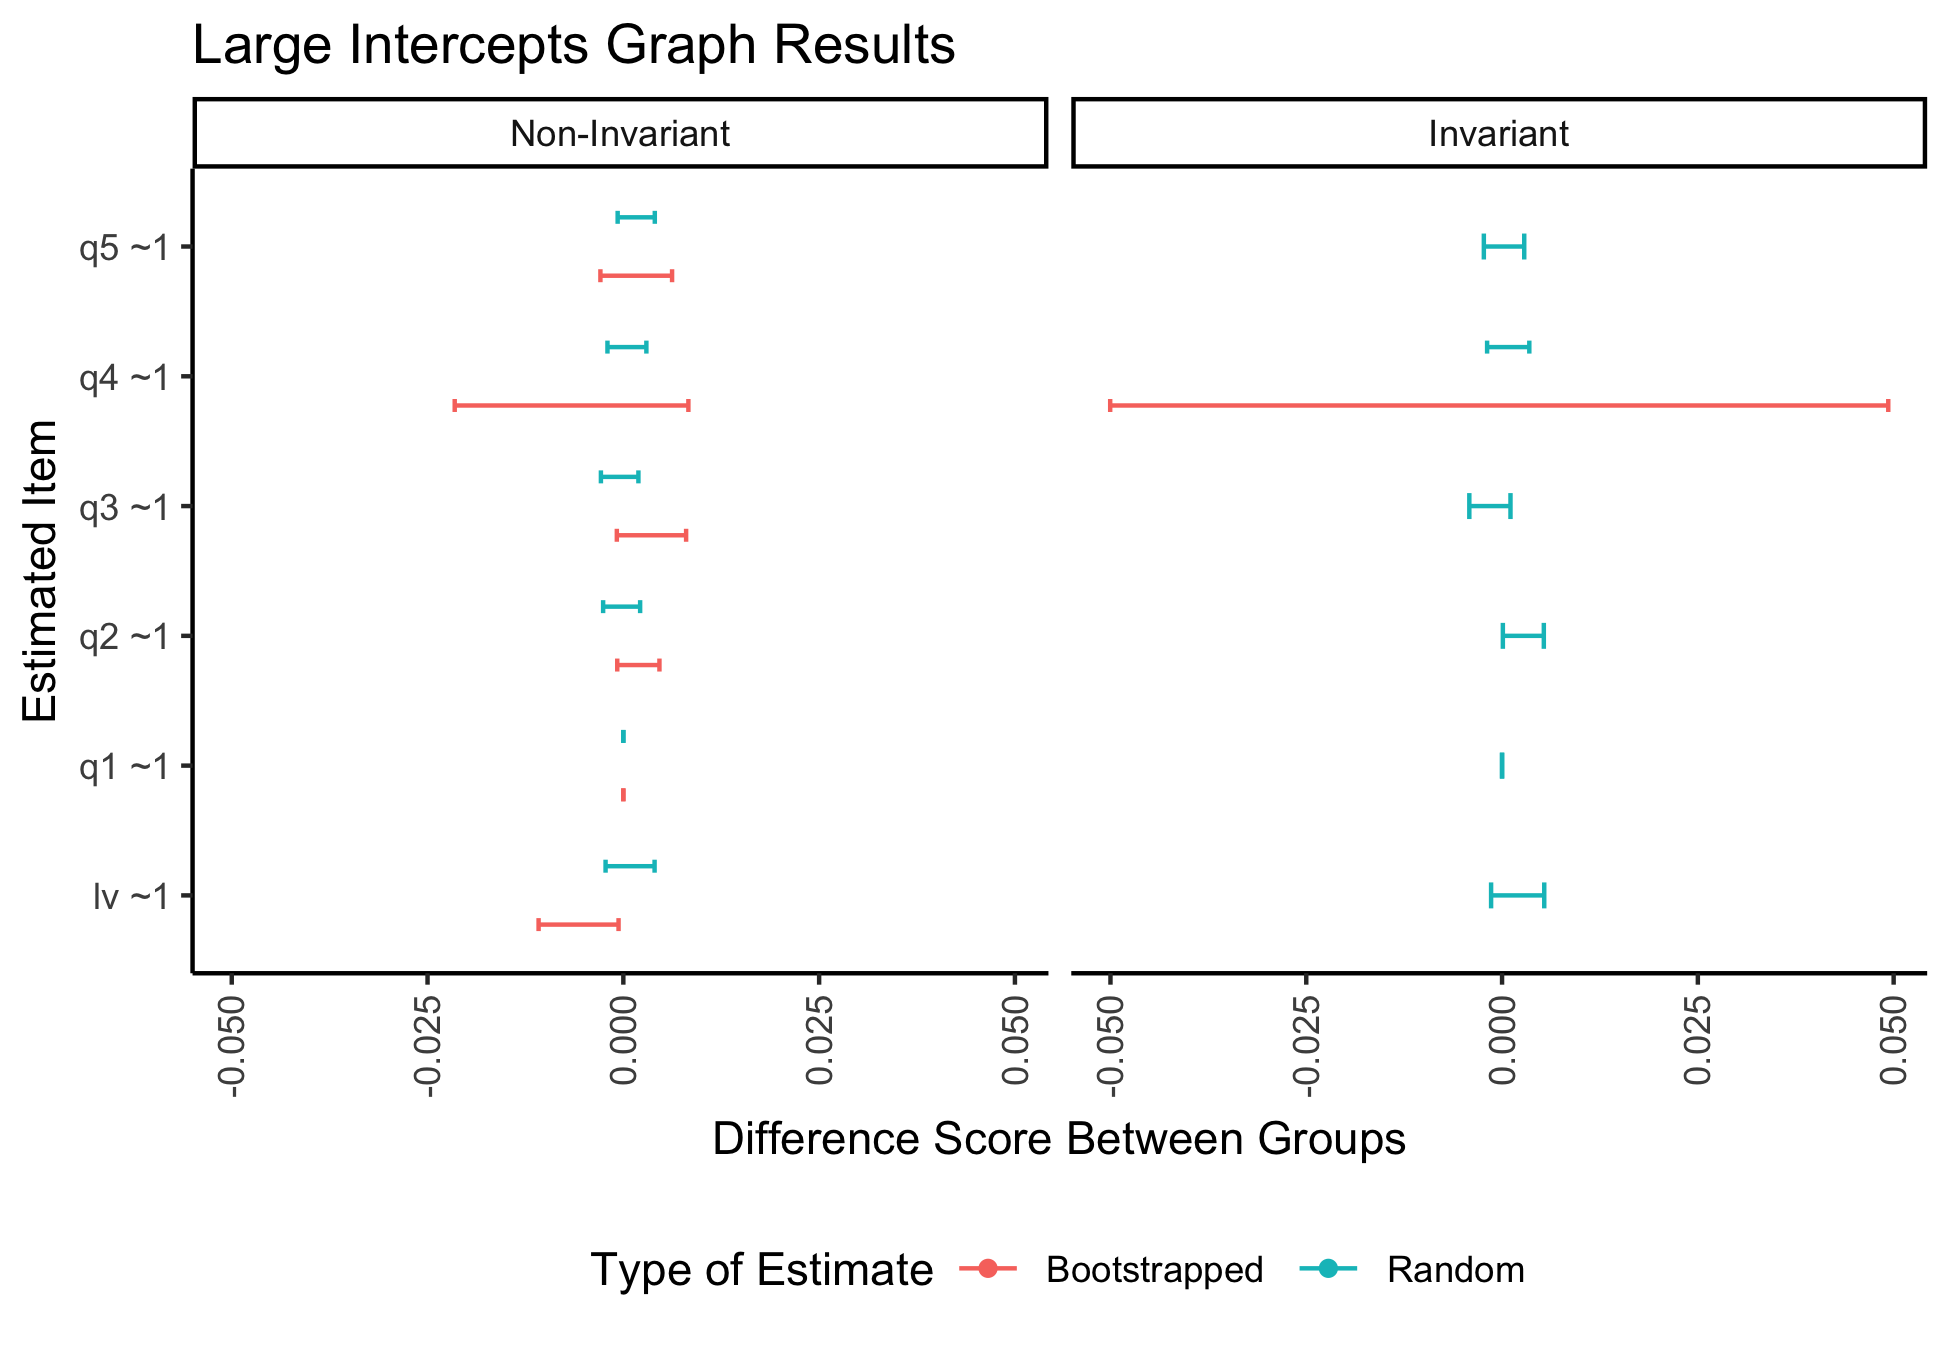 Large Intercepts Graph Results
Non-Invariant
Invariant
Estimated Item
q5 ~1
q4 ~1
q3 ~1
q2 ~1
q1 ~1
lv ~1
-0.050
-0.025
0.000
0.025
0.050
-0.050
-0.025
0.000
0.025
0.050
Difference Score Between Groups
Type of Estimate Bootstrapped Random